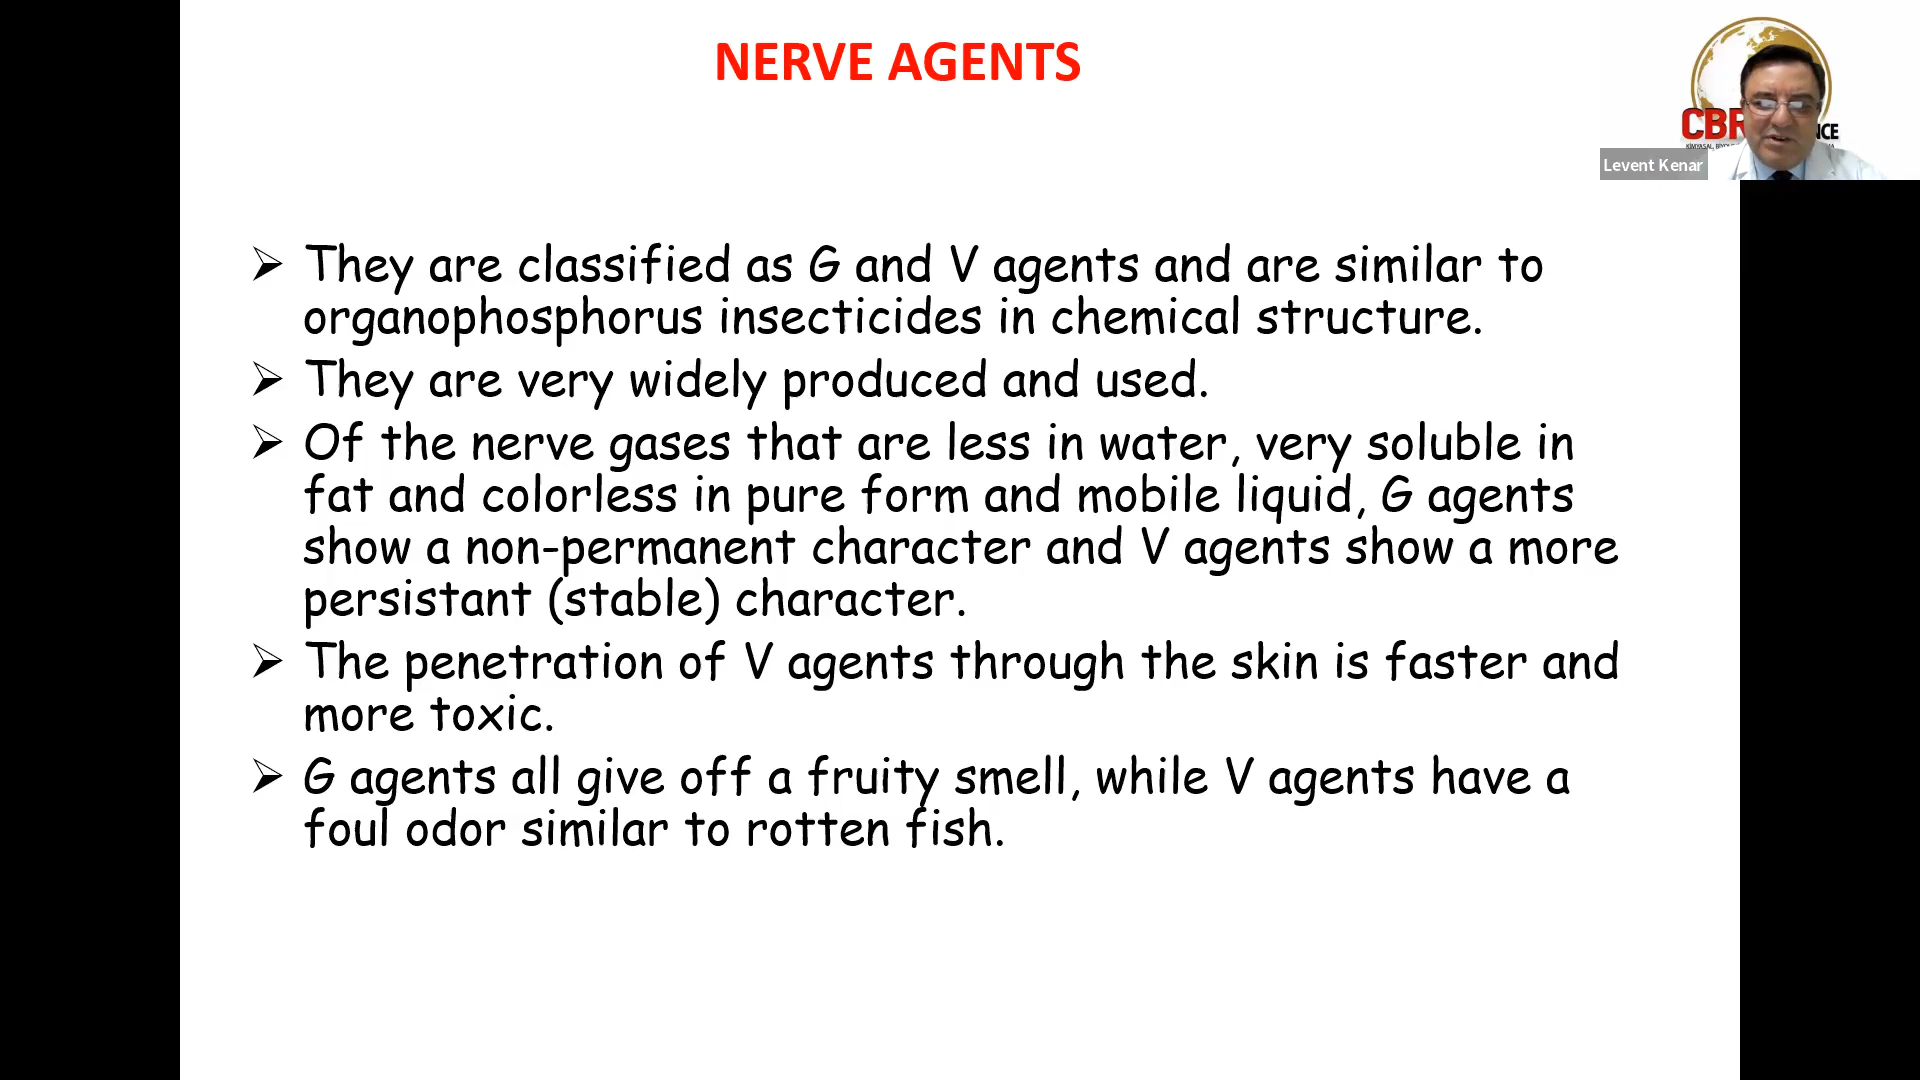 NERVE AGENTS
Levent Kenar
➢ They are classified as G and V agents and are similar to
organophosphorus insecticides in chemical structure.
➢ They are very widely produced and used.
➢ Of the nerve gases that are less in water, very soluble in
fat and colorless in pure form and mobile liquid, G agents
show a non-permanent character and V agents show a more
persistant (stable) character.
➢ The penetration of V agents through the skin is faster and
more toxic.
➢ G agents all give off a fruity smell, while V agents have a
foul odor similar to rotten fish.